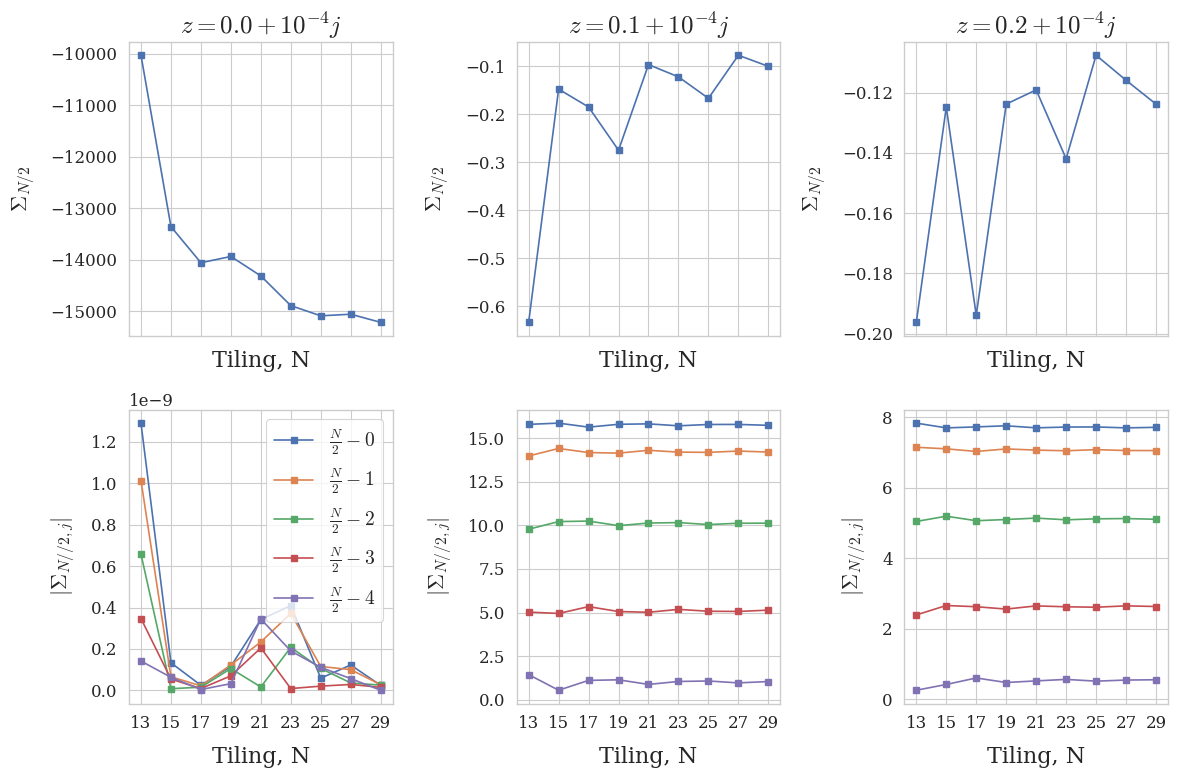 z = 0.0 + 10⁻⁴j
z = 0.1 + 10⁻⁴j
z = 0.2 + 10⁻⁴j
−10000
−11000
−12000
−13000
−14000
−15000
Σ_{N/2}
Tiling, N
−0.1
−0.2
−0.3
−0.4
−0.5
−0.6
Σ_{N/2}
Tiling, N
−0.12
−0.14
−0.16
−0.18
−0.20
Σ_{N/2}
Tiling, N
1e−9
1.2
1.0
0.8
0.6
0.4
0.2
0.0
|Σ_{N//2,j}|
N/2 − 0
N/2 − 1
N/2 − 2
N/2 − 3
N/2 − 4
13 15 17 19 21 23 25 27 29
Tiling, N
15.0
12.5
10.0
7.5
5.0
2.5
0.0
|Σ_{N//2,j}|
13 15 17 19 21 23 25 27 29
Tiling, N
8
6
4
2
0
|Σ_{N//2,j}|
13 15 17 19 21 23 25 27 29
Tiling, N